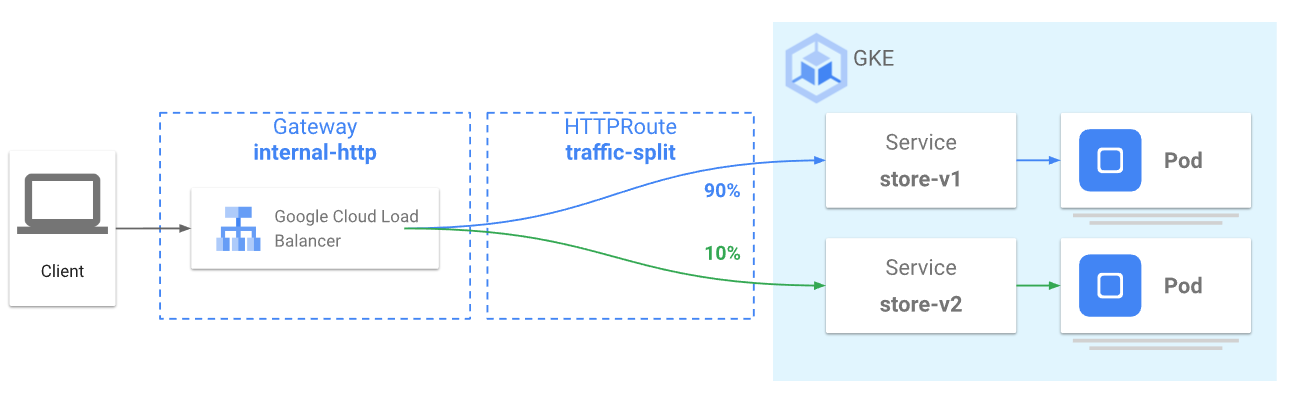 GKE
Gateway
internal-http
HTTPRoute
traffic-split
Client
Google Cloud Load
Balancer
90%
10%
Service
store-v1
Pod
Service
store-v2
Pod